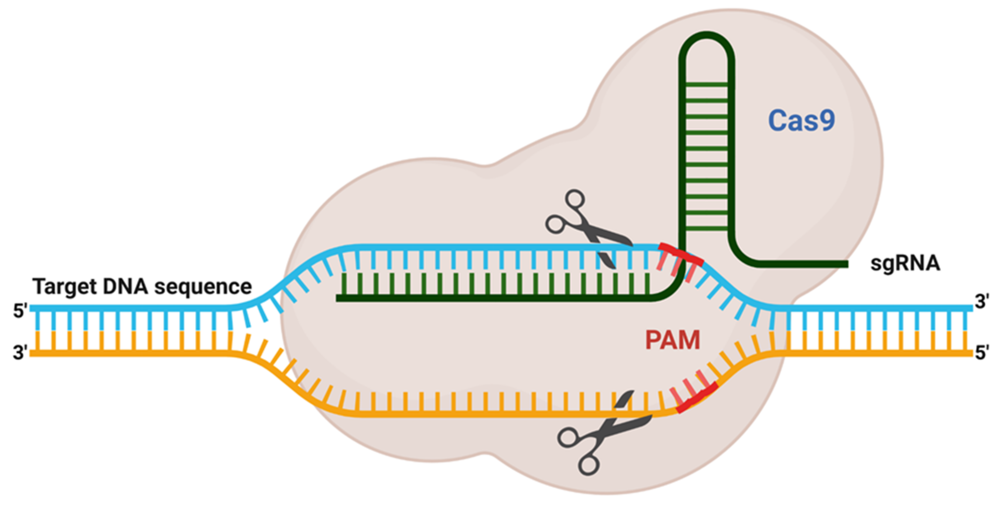 Cas9
sgRNA
Target DNA sequence
5'
3'
PAM
3'
5'